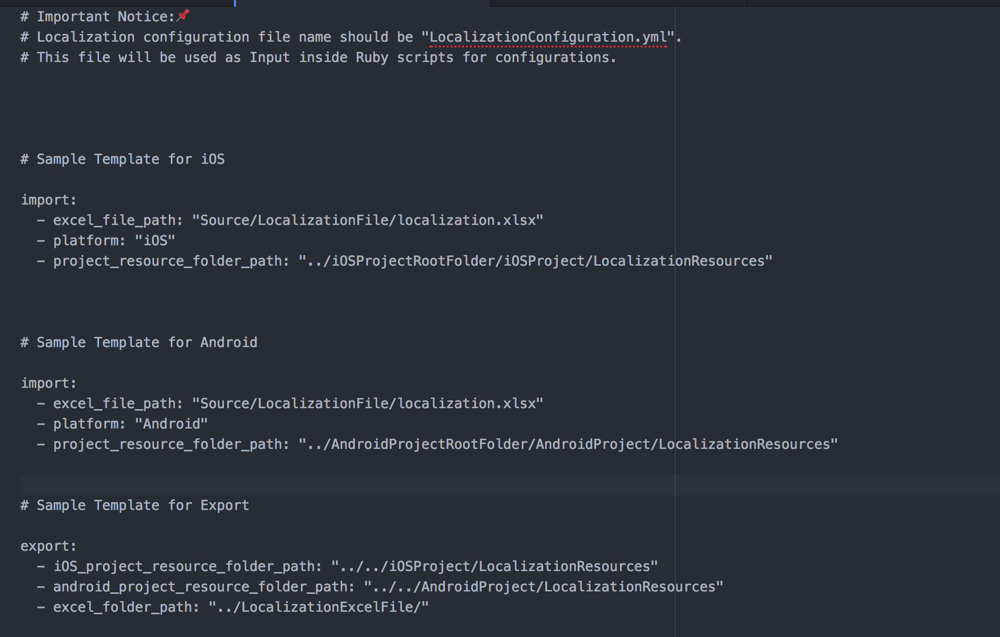 # Important Notice:📌
# Localization configuration file name should be "LocalizationConfiguration.yml".
# This file will be used as Input inside Ruby scripts for configurations.
# Sample Template for iOS
import:
  - excel_file_path: "Source/LocalizationFile/localization.xlsx"
  - platform: "iOS"
  - project_resource_folder_path: "../iOSProjectRootFolder/iOSProject/LocalizationResources"
# Sample Template for Android
import:
  - excel_file_path: "Source/LocalizationFile/localization.xlsx"
  - platform: "Android"
  - project_resource_folder_path: "../AndroidProjectRootFolder/AndroidProject/LocalizationResources"
# Sample Template for Export
export:
  - iOS_project_resource_folder_path: "../../iOSProject/LocalizationResources"
  - android_project_resource_folder_path: "../../AndroidProject/LocalizationResources"
  - excel_folder_path: "../LocalizationExcelFile/"